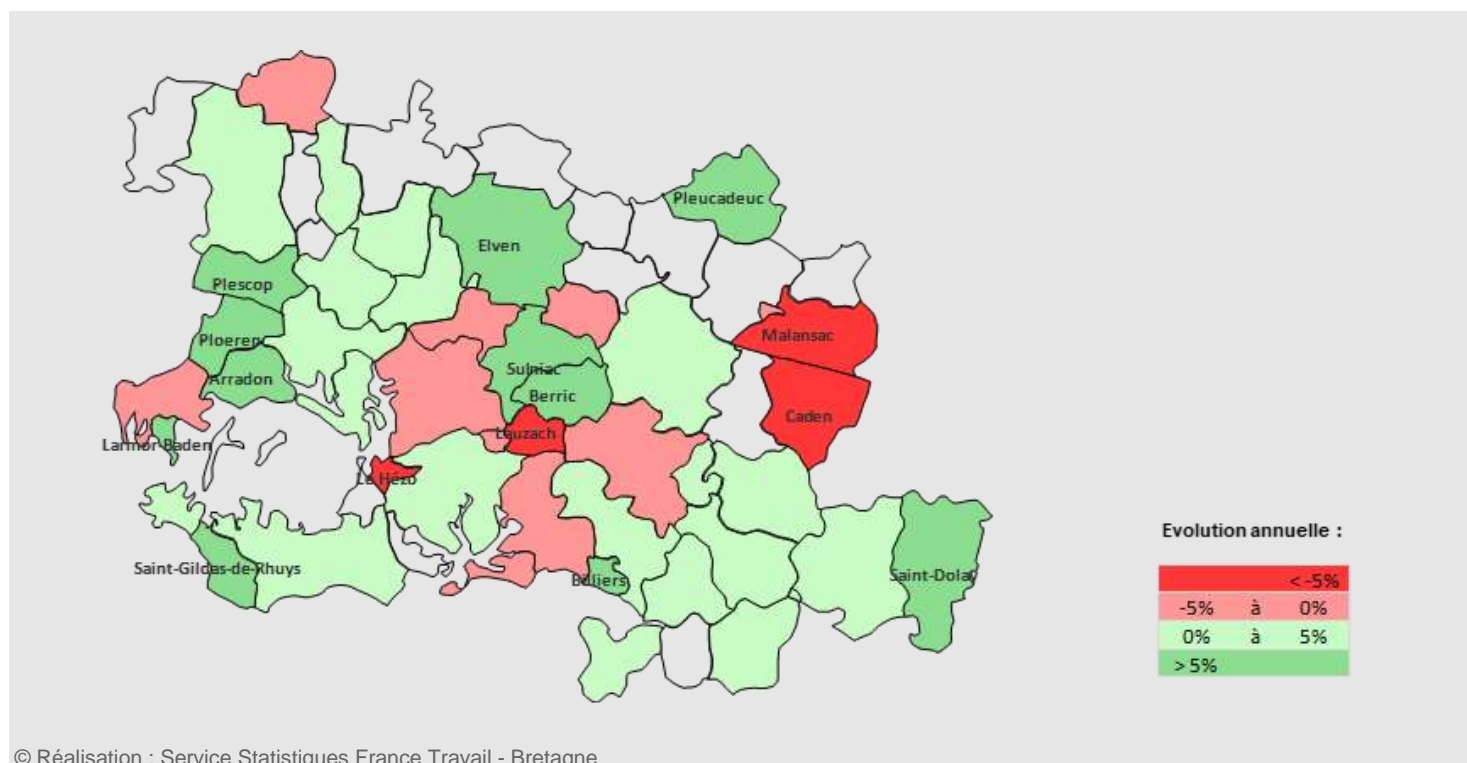 Pleucadeuc
Elven
Plescop
Ploeren
Malansac
Sulniac
Arradon
Berric
Caden
Lauzach
Larmor-Baden
Le Hézo
Evolution annuelle :
Saint-Gildas-de-Rhuys
Billiers
Saint-Dolay
< -5%
-5% à 0%
0% à 5%
> 5%
© Réalisation : Service Statistiques France Travail - Bretagne